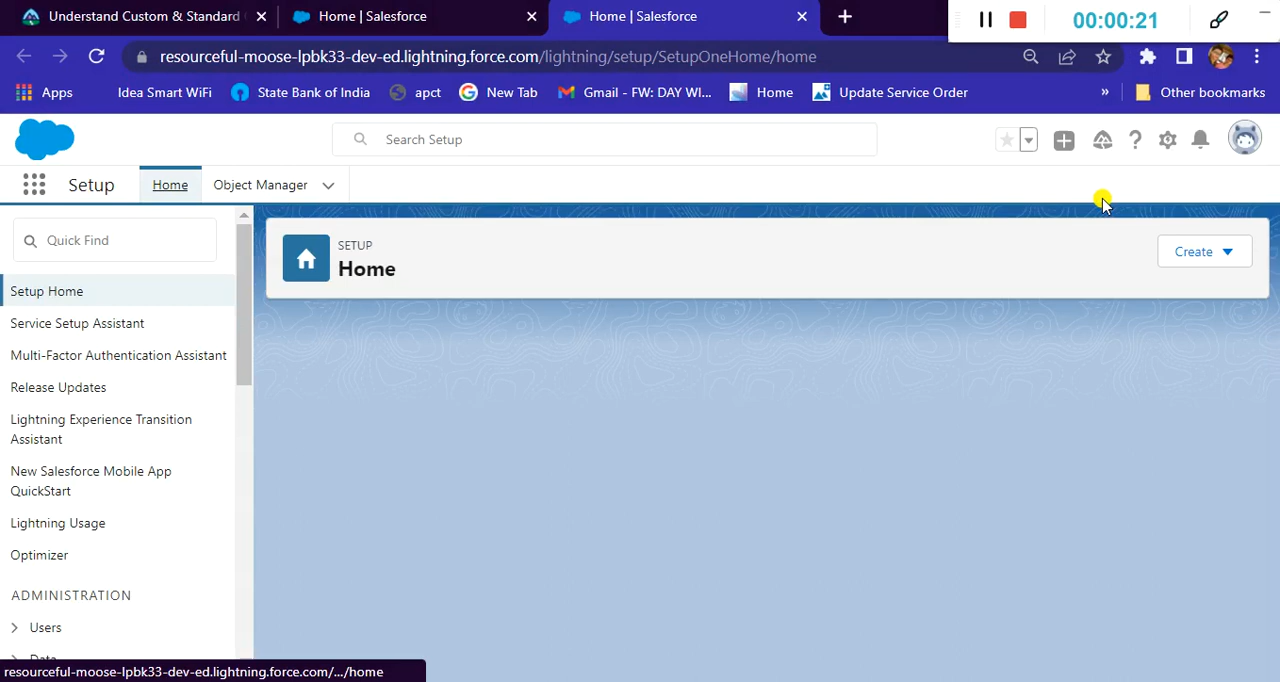 Understand Custom & Standard
Home | Salesforce
Home | Salesforce
00:00:21
resourceful-moose-lpbk33-dev-ed.lightning.force.com/lightning/setup/SetupOneHome/home
Apps
Idea Smart WiFi
State Bank of India
apct
New Tab
Gmail - FW: DAY WI...
Home
Update Service Order
»
Other bookmarks
Search Setup
Setup
Home
Object Manager
Quick Find
SETUP
Home
Create
Setup Home
Service Setup Assistant
Multi-Factor Authentication Assistant
Release Updates
Lightning Experience Transition
Assistant
New Salesforce Mobile App
QuickStart
Lightning Usage
Optimizer
ADMINISTRATION
Users
Data
resourceful-moose-lpbk33-dev-ed.lightning.force.com/.../home